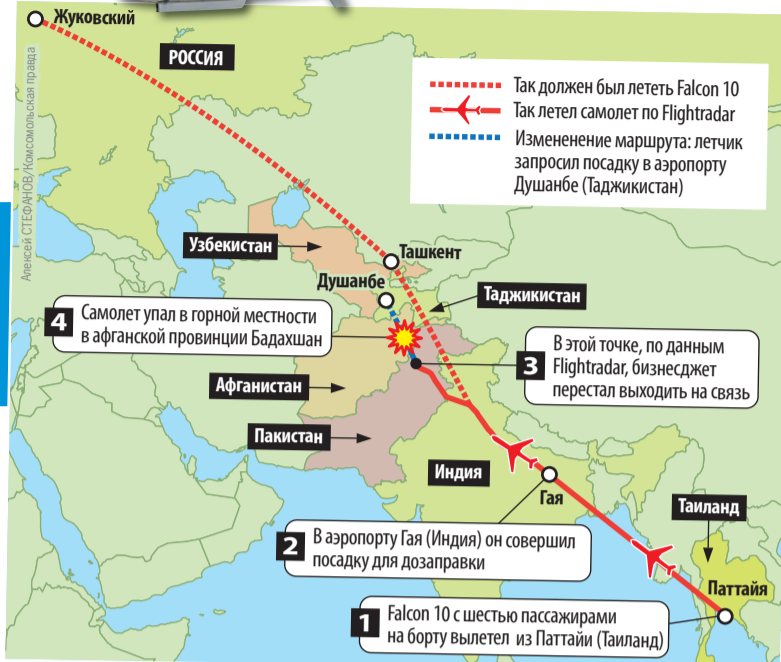 Жуковский
РОССИЯ
Алексей СТЕФАНОВ/Комсомольская правда
Так должен был лететь Falcon 10
Так летел самолет по Flightradar
Измененение маршрута: летчик
запросил посадку в аэропорту
Душанбе (Таджикистан)
Узбекистан
Ташкент
Душанбе
Таджикистан
4 Самолет упал в горной местности
в афганской провинции Бадахшан
3 В этой точке, по данным
Flightradar, бизнесджет
перестал выходить на связь
Афганистан
Пакистан
ИНДИЯ
Гая
Таиланд
2 В аэропорту Гая (Индия) он совершил
посадку для дозаправки
Паттайя
1 Falcon 10 с шестью пассажирами
на борту вылетел из Паттайи (Таиланд)